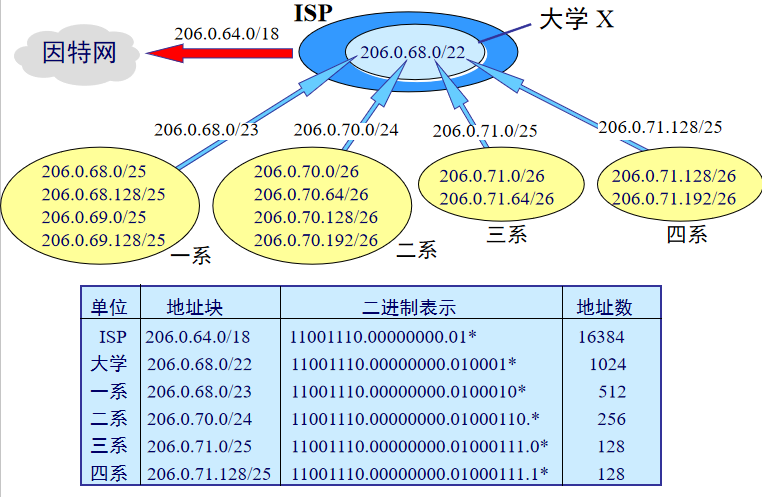 ISP
大学 X
206.0.64.0/18
因特网
206.0.68.0/22
206.0.68.0/23
206.0.70.0/24
206.0.71.0/25
206.0.71.128/25
206.0.68.0/25
206.0.68.128/25
206.0.69.0/25
206.0.69.128/25
一系
206.0.70.0/26
206.0.70.64/26
206.0.70.128/26
206.0.70.192/26
二系
206.0.71.0/26
206.0.71.64/26
三系
206.0.71.128/26
206.0.71.192/26
四系
单位 地址块 二进制表示 地址数
ISP 206.0.64.0/18 11001110.00000000.01* 16384
大学 206.0.68.0/22 11001110.00000000.010001* 1024
一系 206.0.68.0/23 11001110.00000000.0100010* 512
二系 206.0.70.0/24 11001110.00000000.01000110.* 256
三系 206.0.71.0/25 11001110.00000000.01000111.0* 128
四系 206.0.71.128/25 11001110.00000000.01000111.1* 128